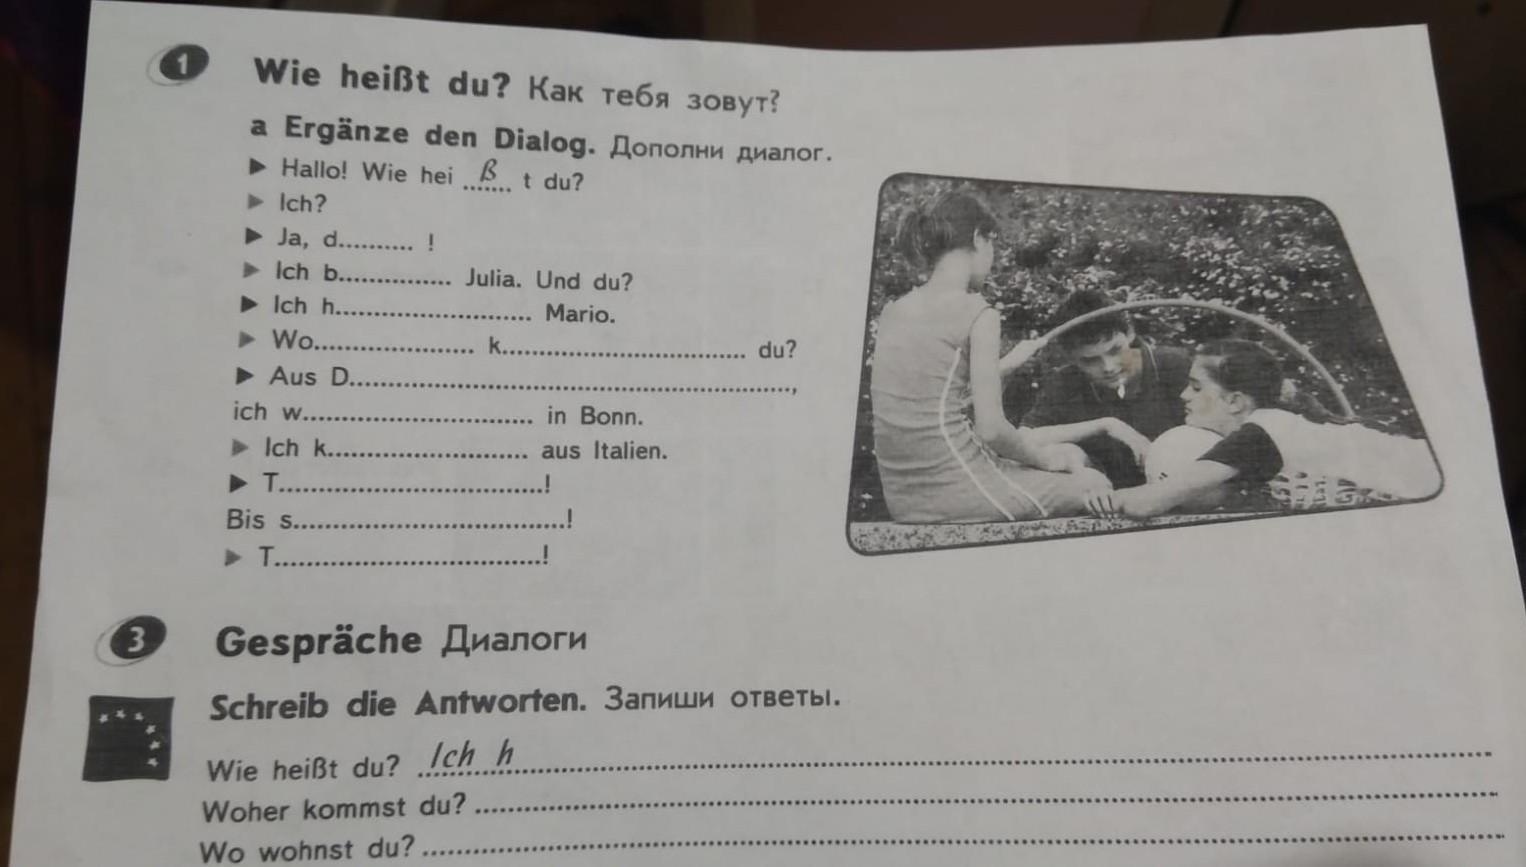 1 Wie heißt du? Как тебя зовут?
a Ergänze den Dialog. Дополни диалог.
▶ Hallo! Wie hei ..ß.. t du?
▶ Ich?
▶ Ja, d.......... !
▶ Ich b............... Julia. Und du?
▶ Ich h.......................... Mario.
▶ Wo..................... k................................ du?
▶ Aus D..........................................................,
ich w.............................. in Bonn.
▶ Ich k.......................... aus Italien.
▶ T...................................!
Bis s....................................!
▶ T...................................!
3 Gespräche Диалоги
Schreib die Antworten. Запиши ответы.
Wie heißt du? Ich h..........................................................
Woher kommst du? ..........................................................
Wo wohnst du? ..........................................................